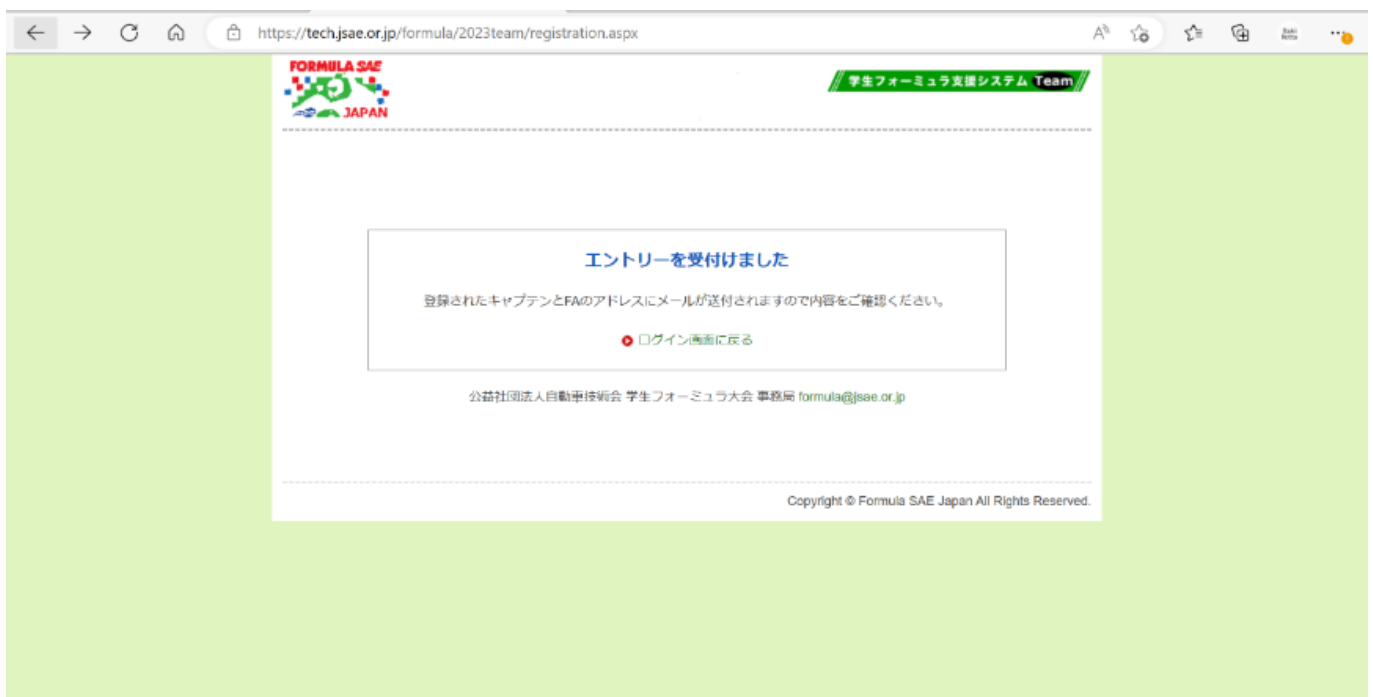 https://tech.jsae.or.jp/formula/2023team/registration.aspx
FORMULA SAE
JAPAN
学生フォーミュラ支援システム Team
エントリーを受付けました
登録されたキャプテンとFAのアドレスにメールが送付されますので内容をご確認ください。
ログイン画面に戻る
公益社団法人自動車技術会 学生フォーミュラ大会 事務局 formula@jsae.or.jp
Copyright © Formula SAE Japan All Rights Reserved.